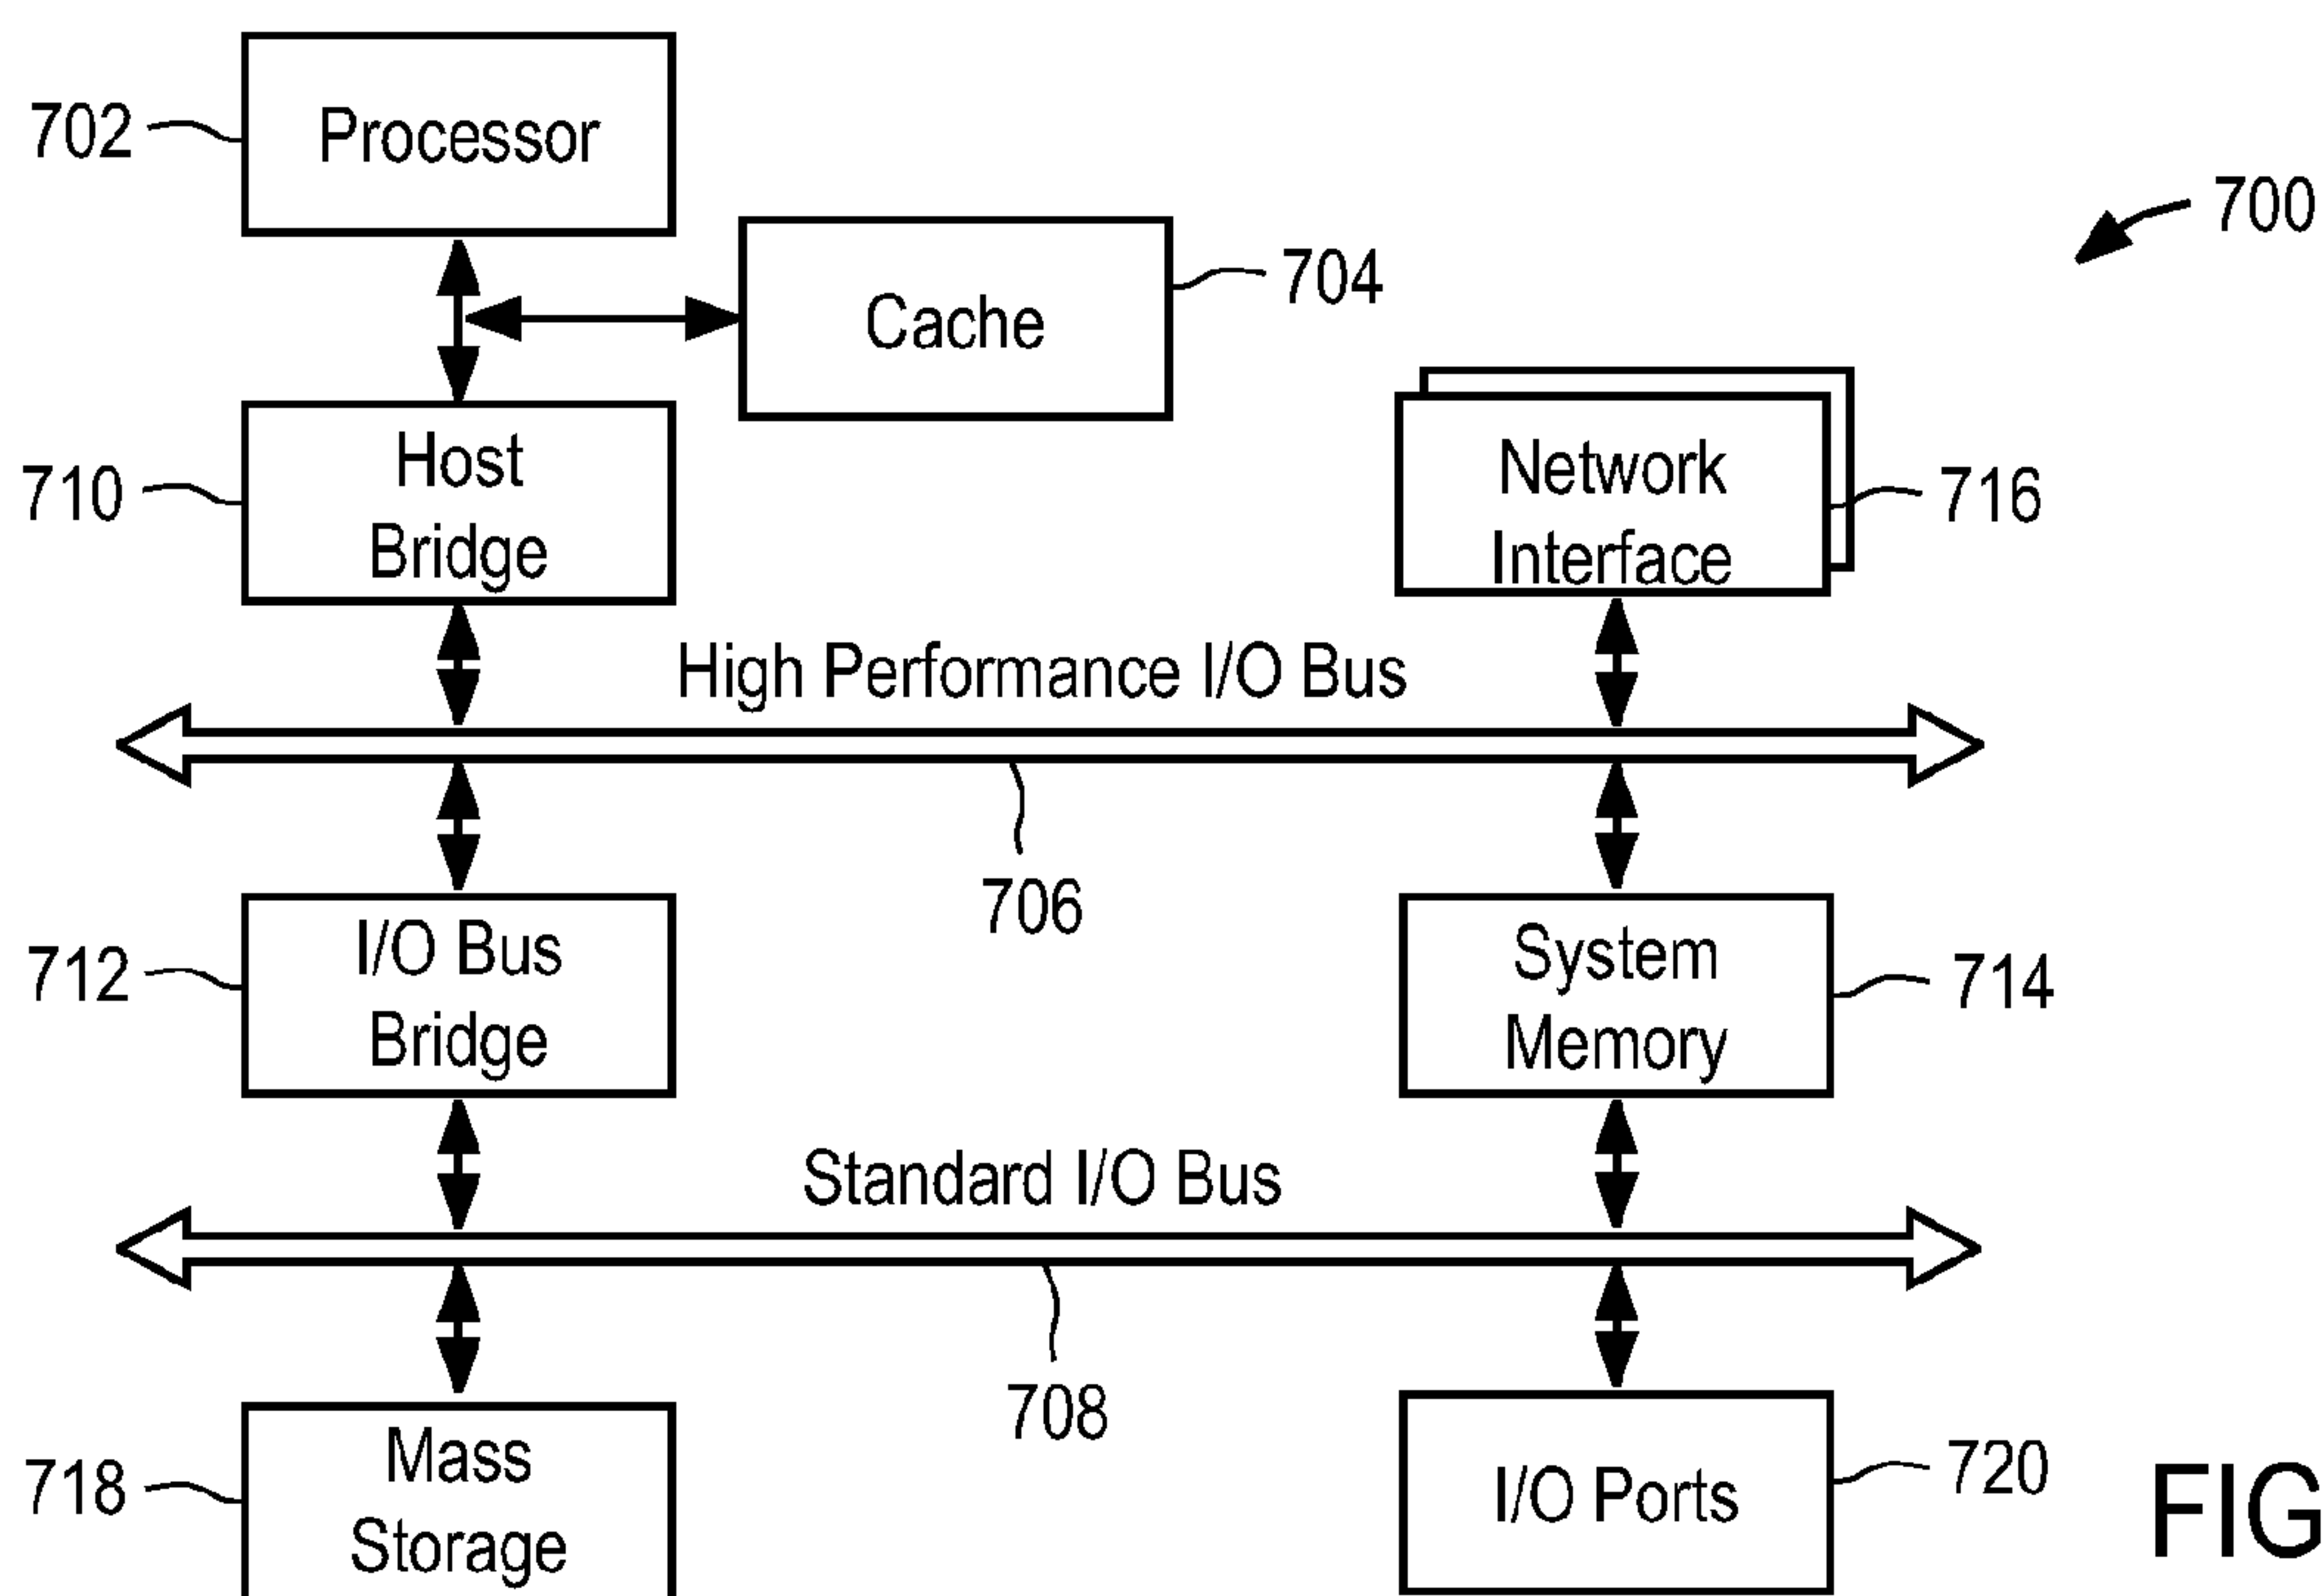 702
Processor
700
704
Cache
710
Host
Bridge
Network
Interface
716
High Performance I/O Bus
706
712
I/O Bus
Bridge
System
Memory
714
Standard I/O Bus
708
718
Mass
Storage
I/O Ports
720
FIG